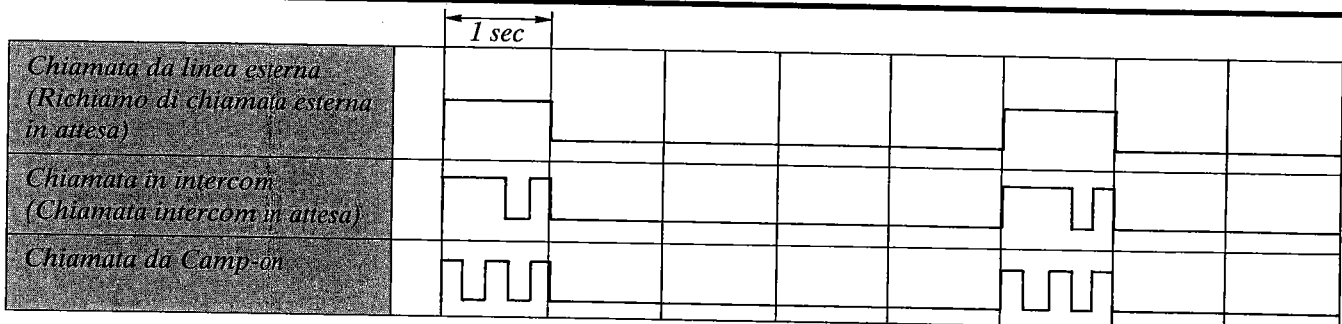 1 sec
Chiamata da linea esterna
(Richiamo di chiamata esterna
in attesa)
Chiamata in intercom
(Chiamata intercom in attesa)
Chiamata da Camp-on